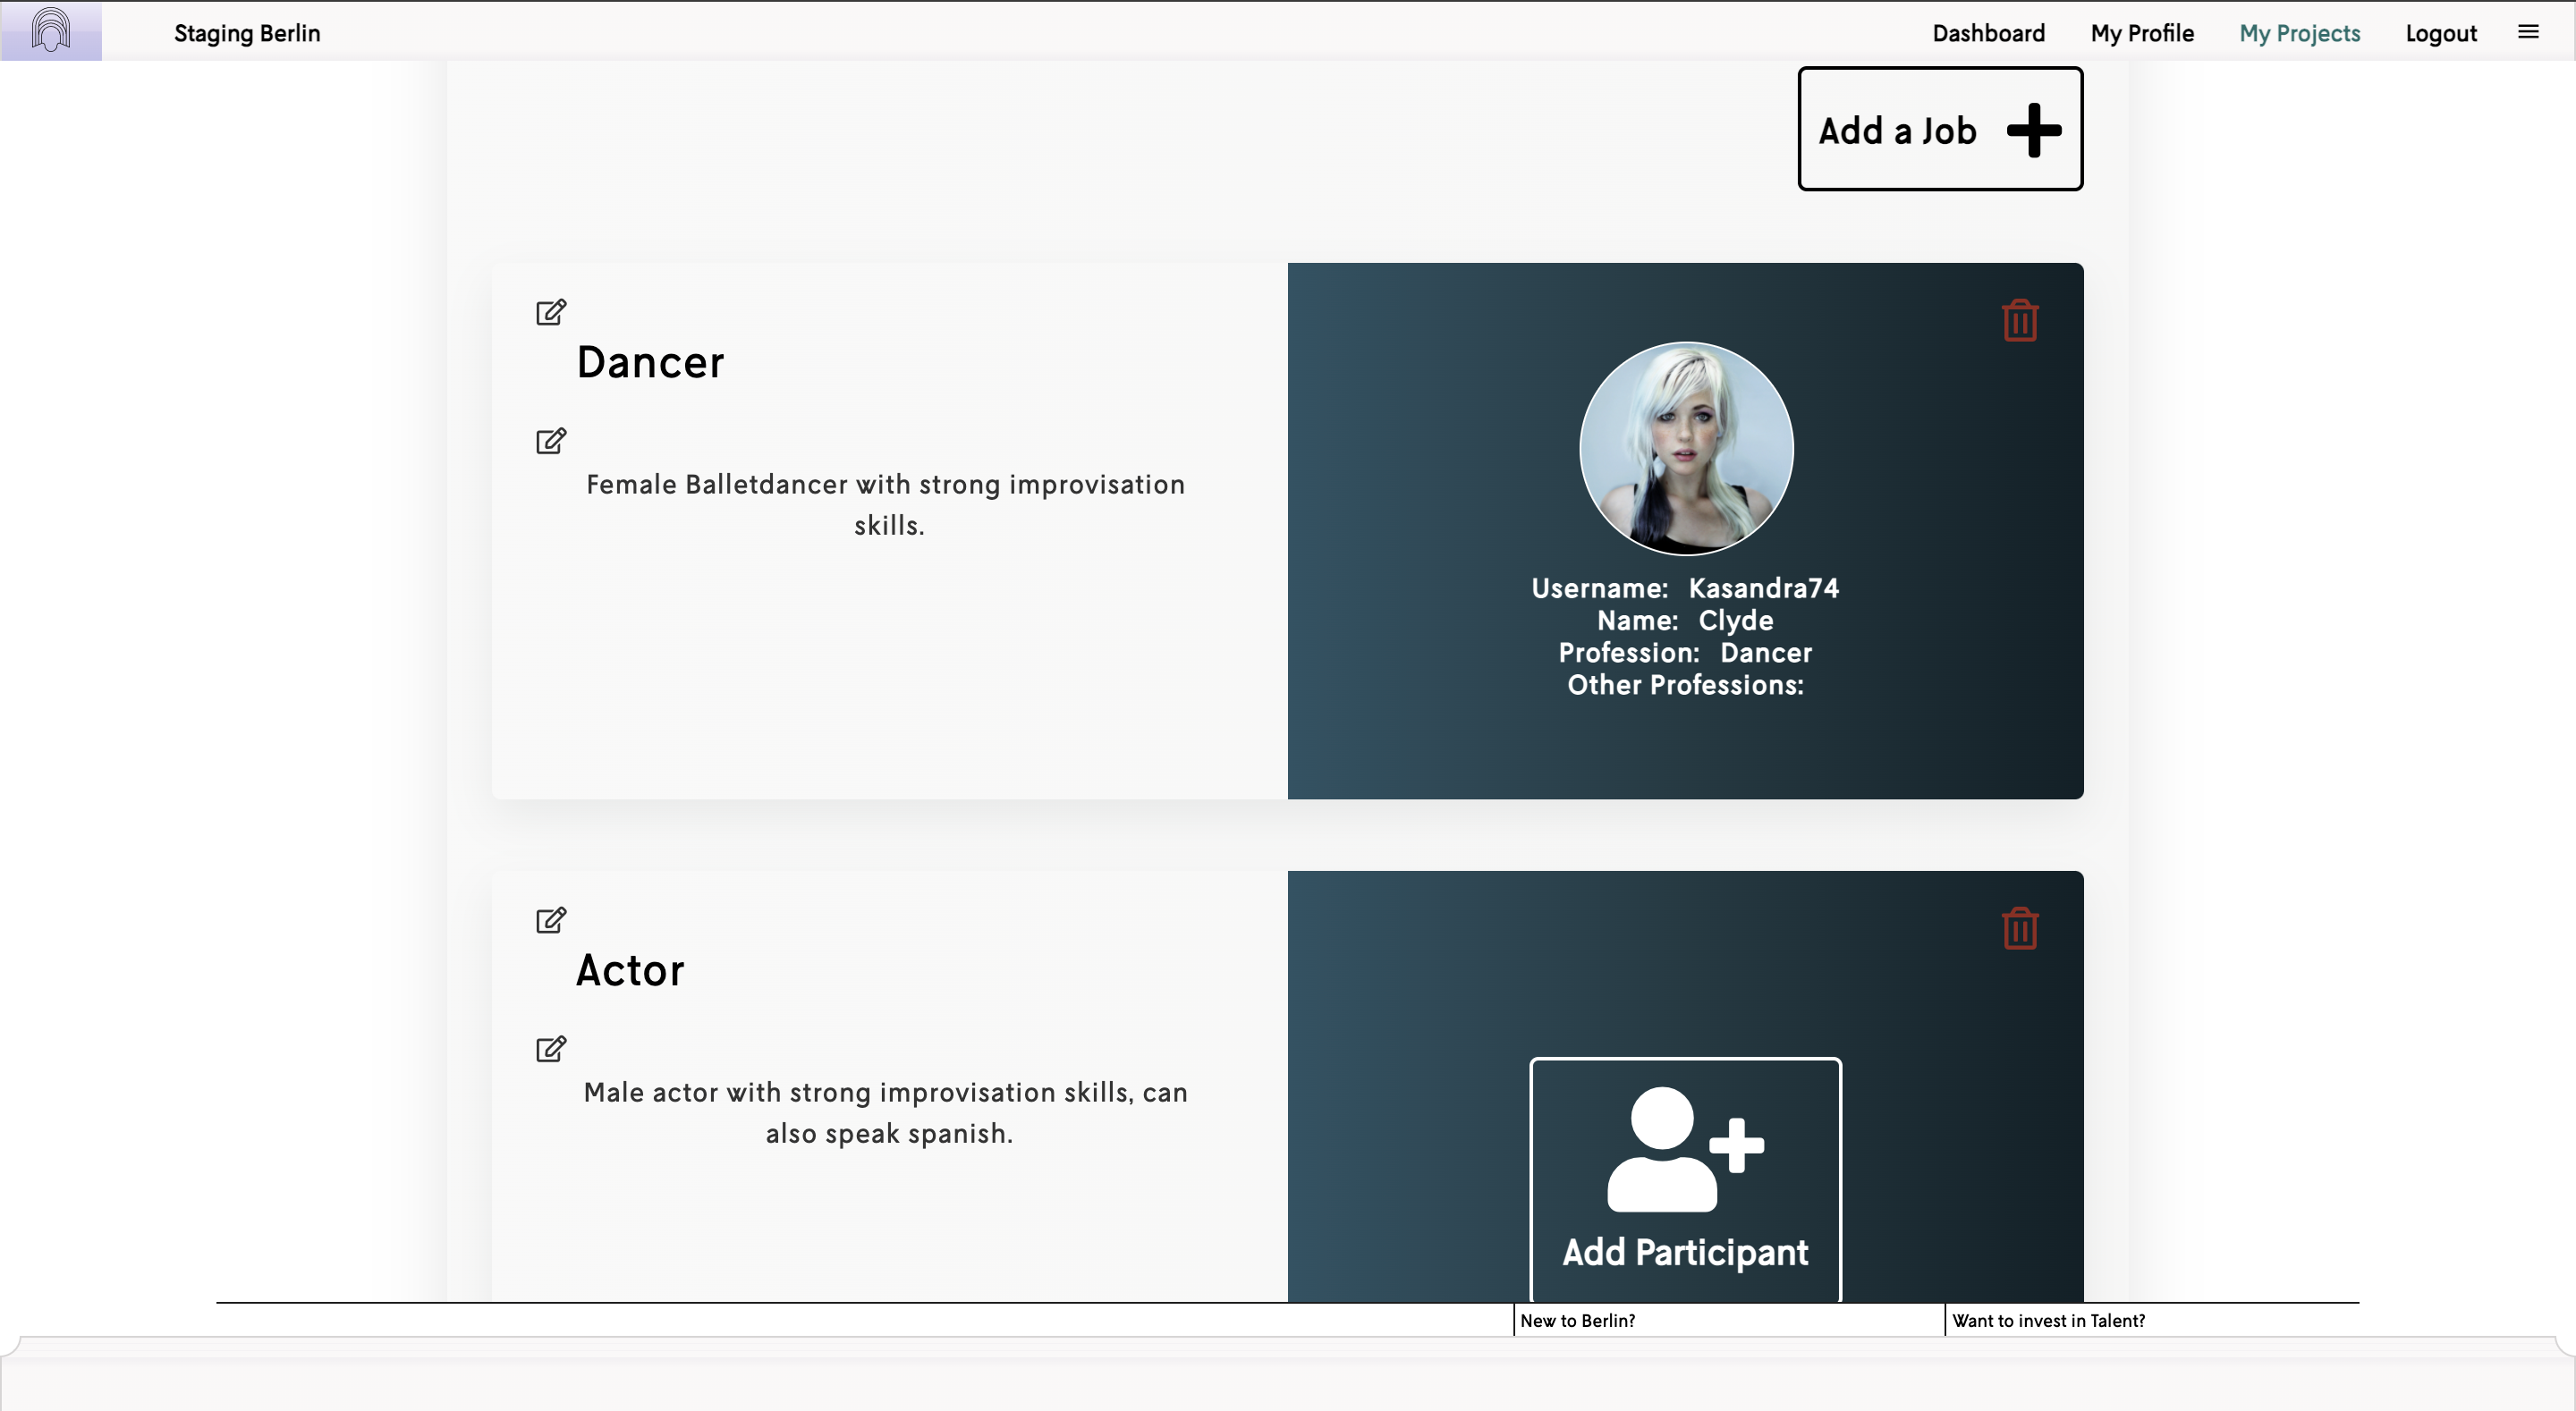 Staging Berlin
Dashboard
My Profile
My Projects
Logout
Add a Job
Dancer
Female Balletdancer with strong improvisation
skills.
Username: Kasandra74
Name: Clyde
Profession: Dancer
Other Professions:
Actor
Male actor with strong improvisation skills, can
also speak spanish.
Add Participant
New to Berlin?
Want to invest in Talent?